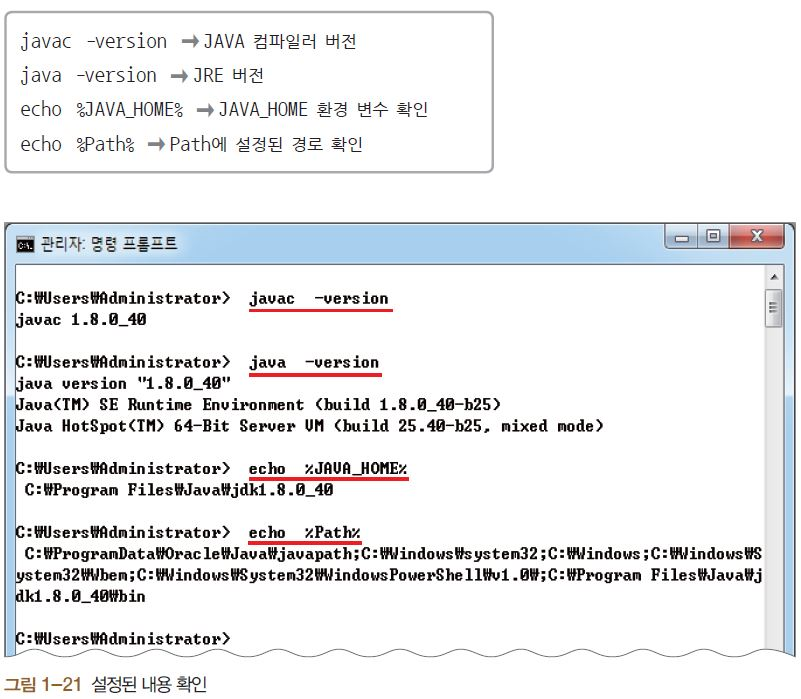 javac -version ➞ JAVA 컴파일러 버전
java -version ➞ JRE 버전
echo %JAVA_HOME% ➞ JAVA_HOME 환경 변수 확인
echo %Path% ➞ Path에 설정된 경로 확인
관리자: 명령 프롬프트
C:₩Users₩Administrator> javac -version
javac 1.8.0_40
C:₩Users₩Administrator> java -version
java version "1.8.0_40"
Java(TM) SE Runtime Environment (build 1.8.0_40-b25)
Java HotSpot(TM) 64-Bit Server VM (build 25.40-b25, mixed mode)
C:₩Users₩Administrator> echo %JAVA_HOME%
C:₩Program Files₩Java₩jdk1.8.0_40
C:₩Users₩Administrator> echo %Path%
C:₩ProgramData₩Oracle₩Java₩javapath;C:₩Windows₩system32;C:₩Windows;C:₩Windows₩S
ystem32₩Wbem;C:₩Windows₩System32₩WindowsPowerShell₩v1.0₩;C:₩Program Files₩Java₩j
dk1.8.0_40₩bin
C:₩Users₩Administrator>
그림 1-21 설정된 내용 확인